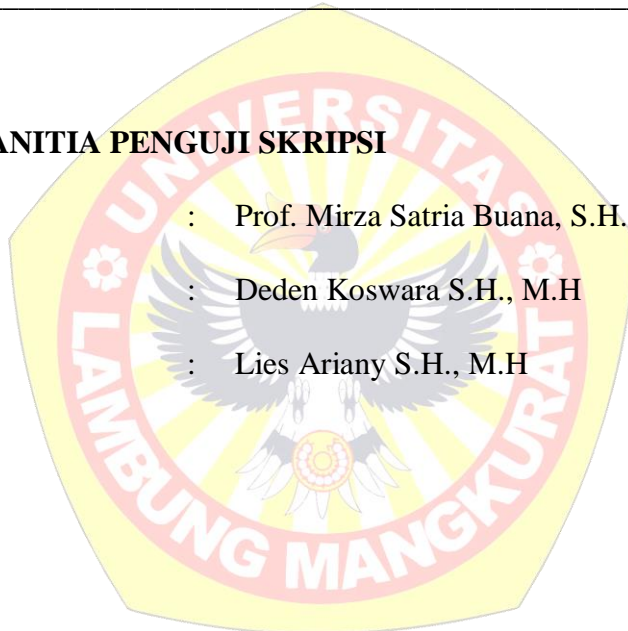 ANITIA PENGUJI SKRIPSI
: Prof. Mirza Satria Buana, S.H.
: Deden Koswara S.H., M.H
: Lies Ariany S.H., M.H
UNIVERSITAS
LAMBUNG MANGKURAT